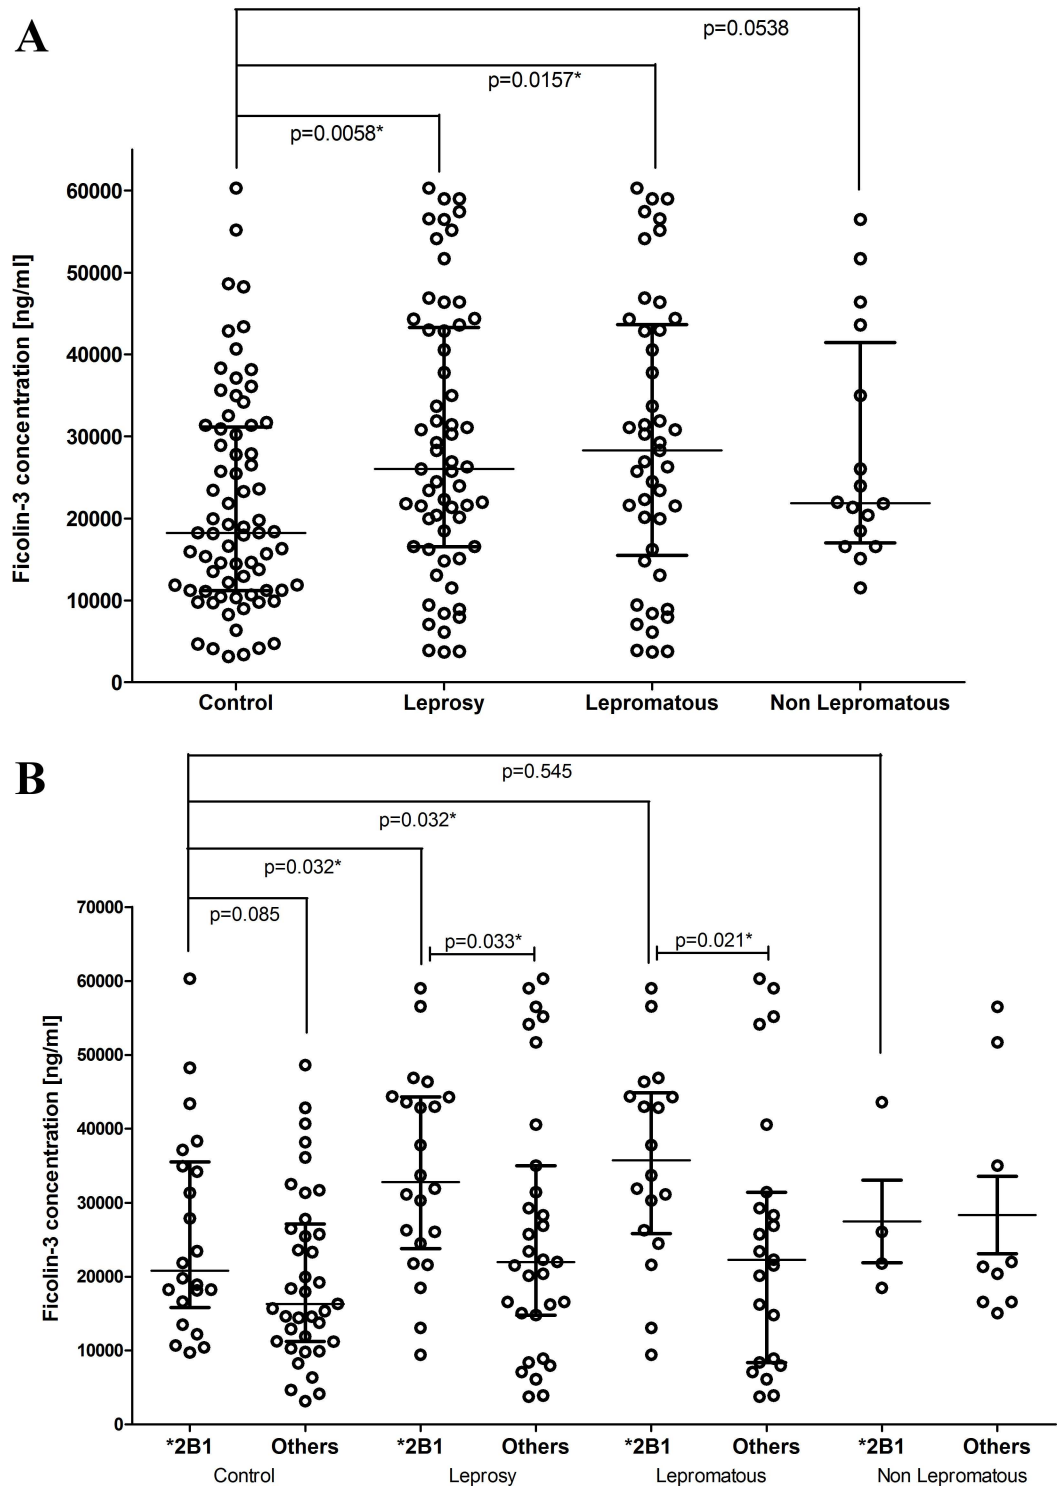 A
p=0.0538
p=0.0157*
p=0.0058*
60000
50000
40000
30000
20000
10000
0
Ficolin-3 concentration [ng/ml]
Control Leprosy Lepromatous Non Lepromatous
B
p=0.545
p=0.032*
p=0.032*
p=0.085
p=0.033* p=0.021*
70000
60000
50000
40000
30000
20000
10000
0
Ficolin-3 concentration [ng/ml]
*2B1 Others *2B1 Others *2B1 Others *2B1 Others
Control Leprosy Lepromatous Non Lepromatous